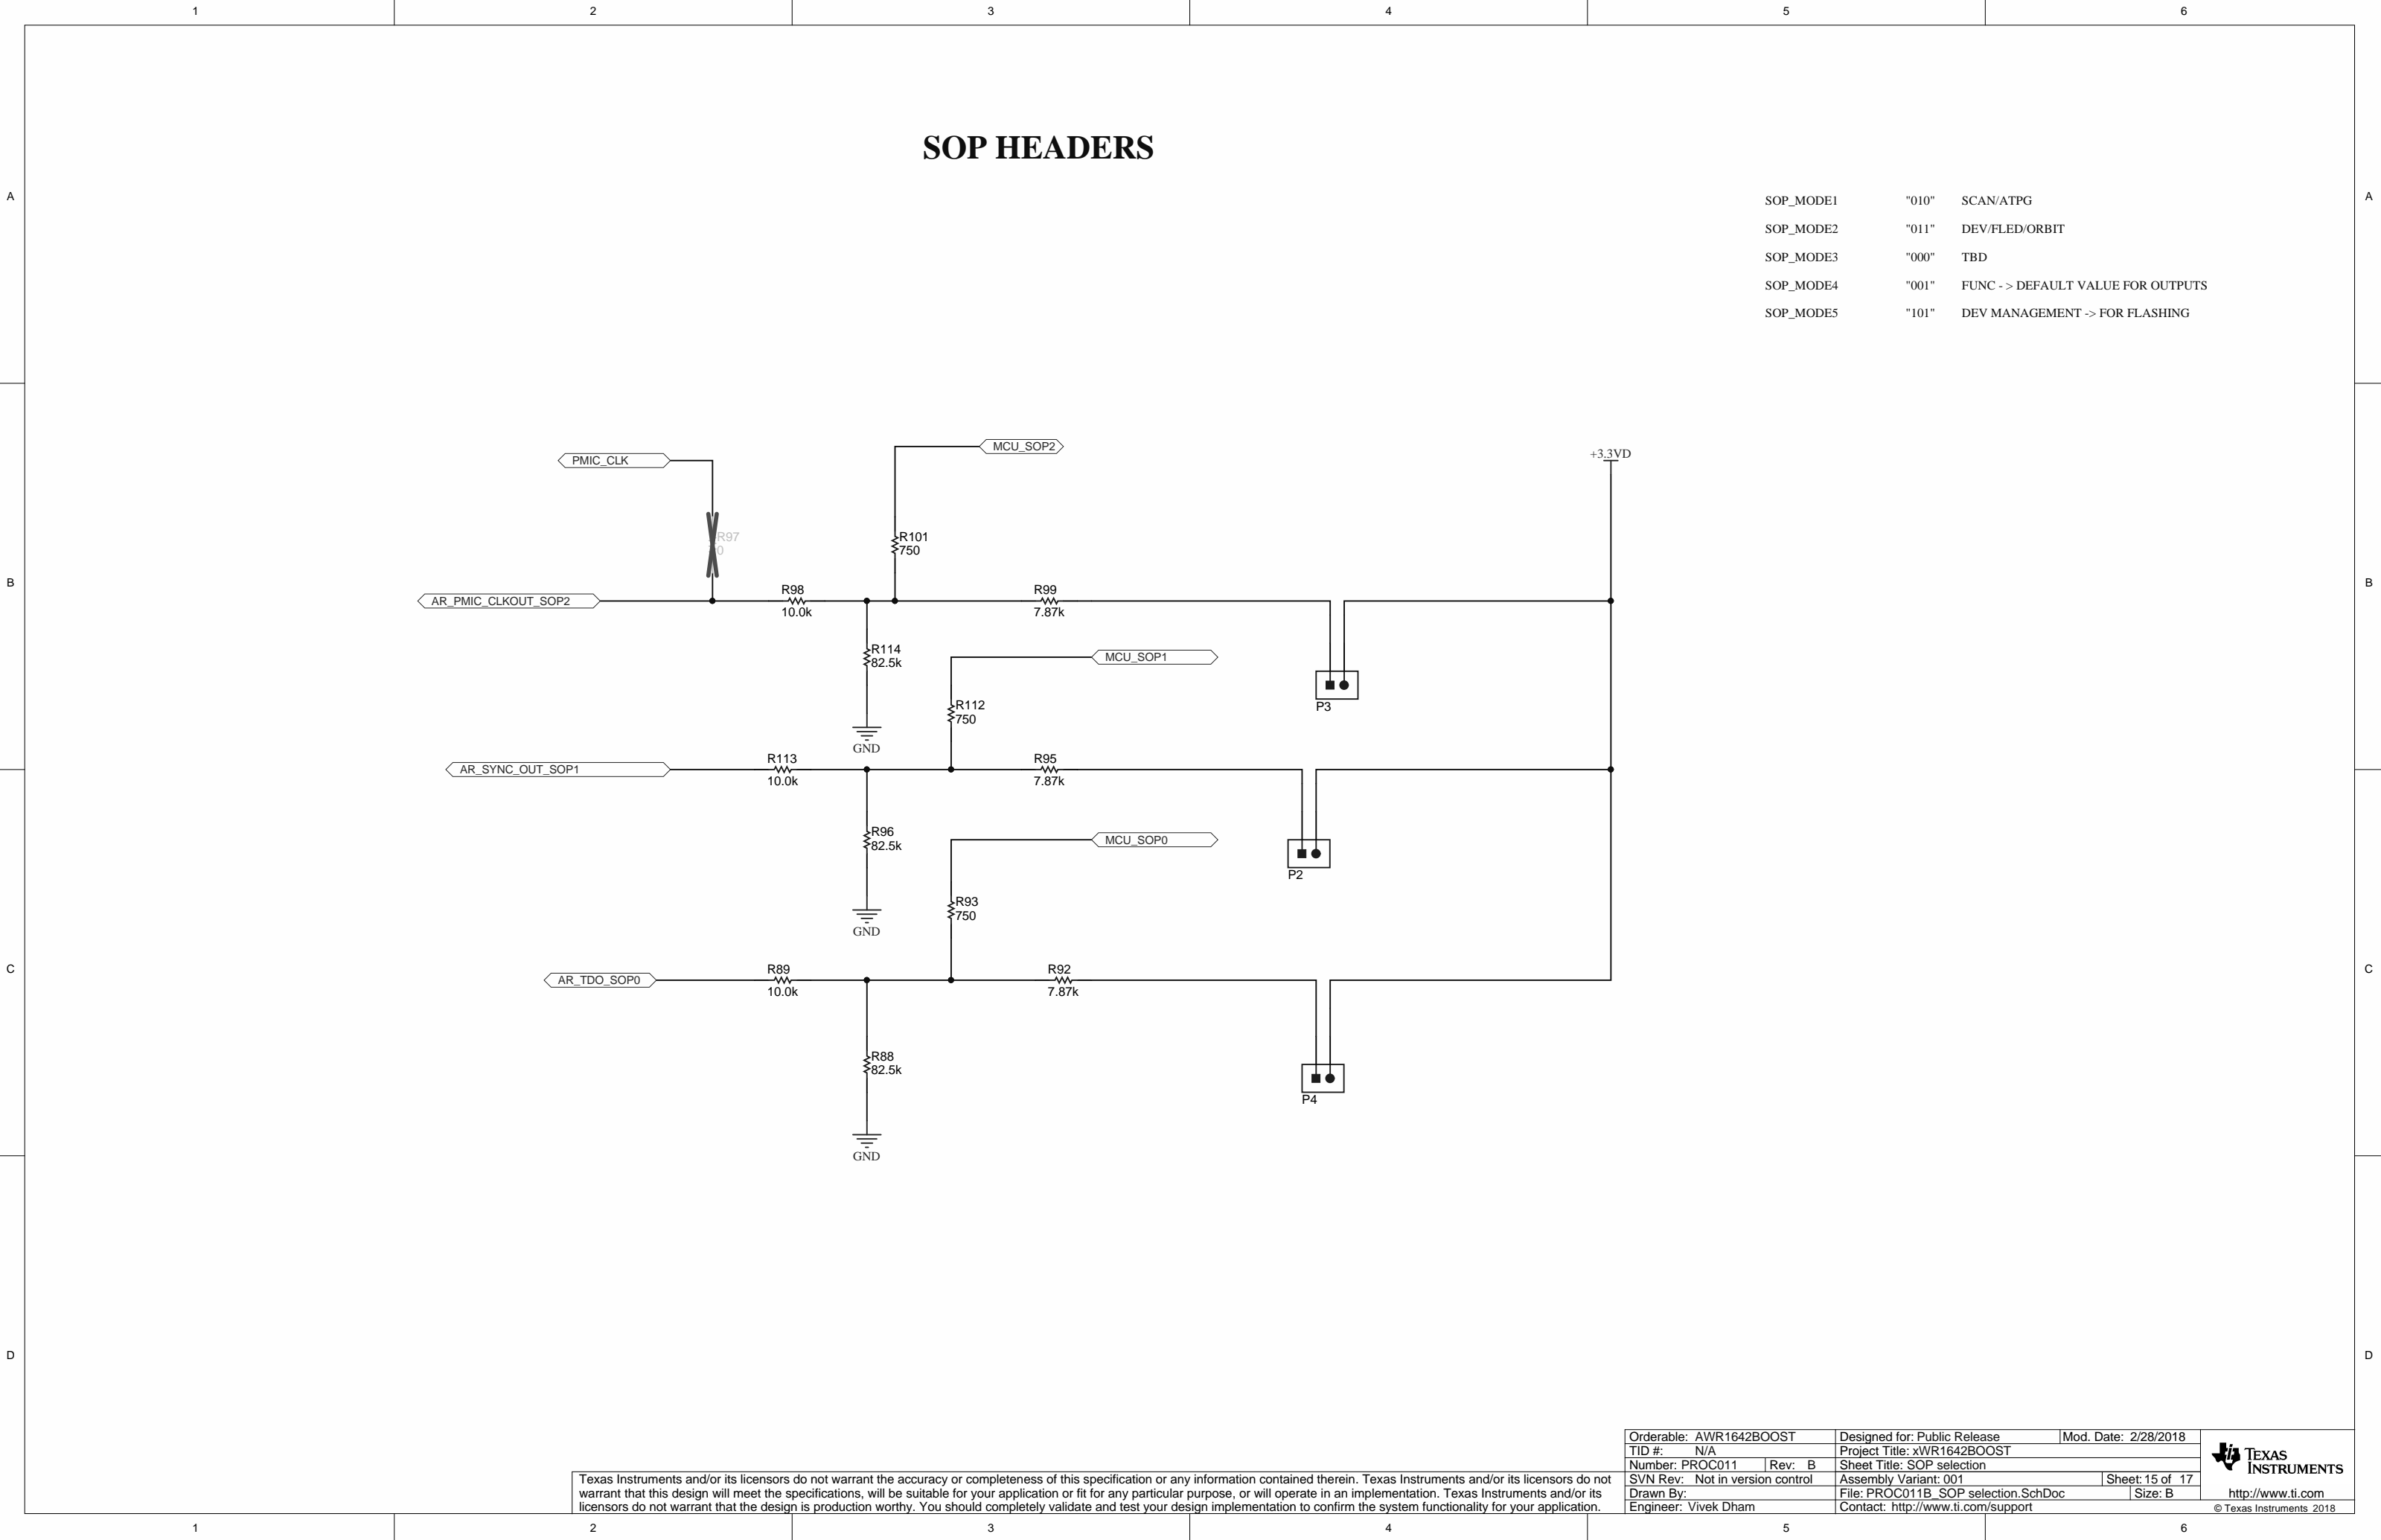 1 2 3 4 5 6
SOP HEADERS
A A
SOP_MODE1 "010" SCAN/ATPG
SOP_MODE2 "011" DEV/FLED/ORBIT
SOP_MODE3 "000" TBD
SOP_MODE4 "001" FUNC - > DEFAULT VALUE FOR OUTPUTS
SOP_MODE5 "101" DEV MANAGEMENT -> FOR FLASHING
MCU_SOP2
PMIC_CLK
+3.3VD
R97
0
R101
750
B B
AR_PMIC_CLKOUT_SOP2
R98
10.0k
R99
7.87k
R114
82.5k
MCU_SOP1
R112
750
P3
GND
AR_SYNC_OUT_SOP1
R113
10.0k
R95
7.87k
R96
82.5k
MCU_SOP0
P2
R93
750
GND
C C
AR_TDO_SOP0
R89
10.0k
R92
7.87k
R88
82.5k
P4
GND
D D
Texas Instruments and/or its licensors do not warrant the accuracy or completeness of this specification or any information contained therein. Texas Instruments and/or its licensors do not
warrant that this design will meet the specifications, will be suitable for your application or fit for any particular purpose, or will operate in an implementation. Texas Instruments and/or its
licensors do not warrant that the design is production worthy. You should completely validate and test your design implementation to confirm the system functionality for your application.
Orderable: AWR1642BOOST Designed for: Public Release Mod. Date: 2/28/2018
TID #: N/A Project Title: xWR1642BOOST
Number: PROC011 Rev: B Sheet Title: SOP selection
SVN Rev: Not in version control Assembly Variant: 001 Sheet: 15 of 17
Drawn By: File: PROC011B_SOP selection.SchDoc Size: B
Engineer: Vivek Dham Contact: http://www.ti.com/support
TEXAS
INSTRUMENTS
http://www.ti.com
© Texas Instruments 2018
1 2 3 4 5 6